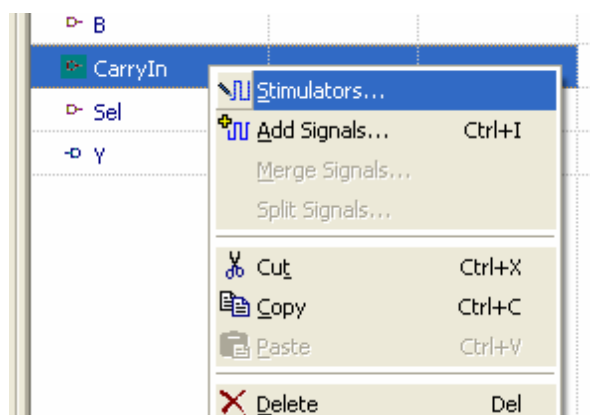 B
CarryIn
Sel
Y
Stimulators...
Add Signals... Ctrl+I
Merge Signals...
Split Signals...
Cut Ctrl+X
Copy Ctrl+C
Paste Ctrl+V
Delete Del